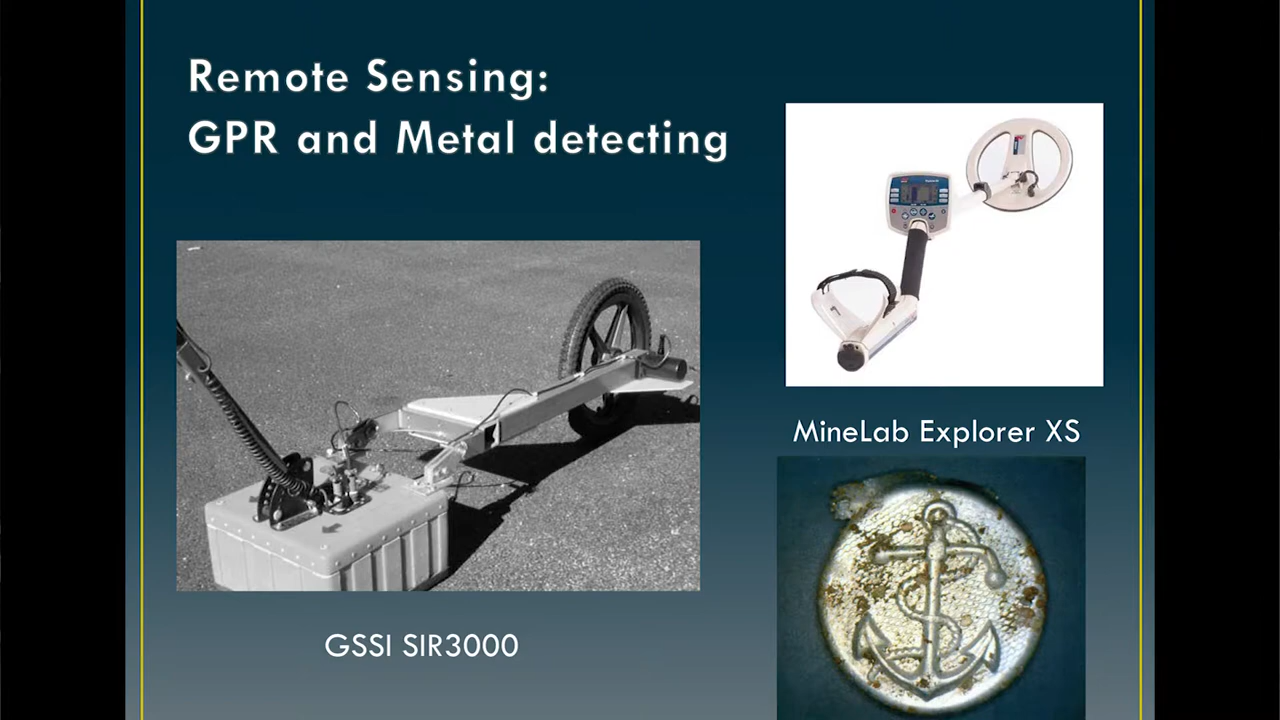 Remote Sensing:
GPR and Metal detecting
MineLab Explorer XS
GSSI SIR3000